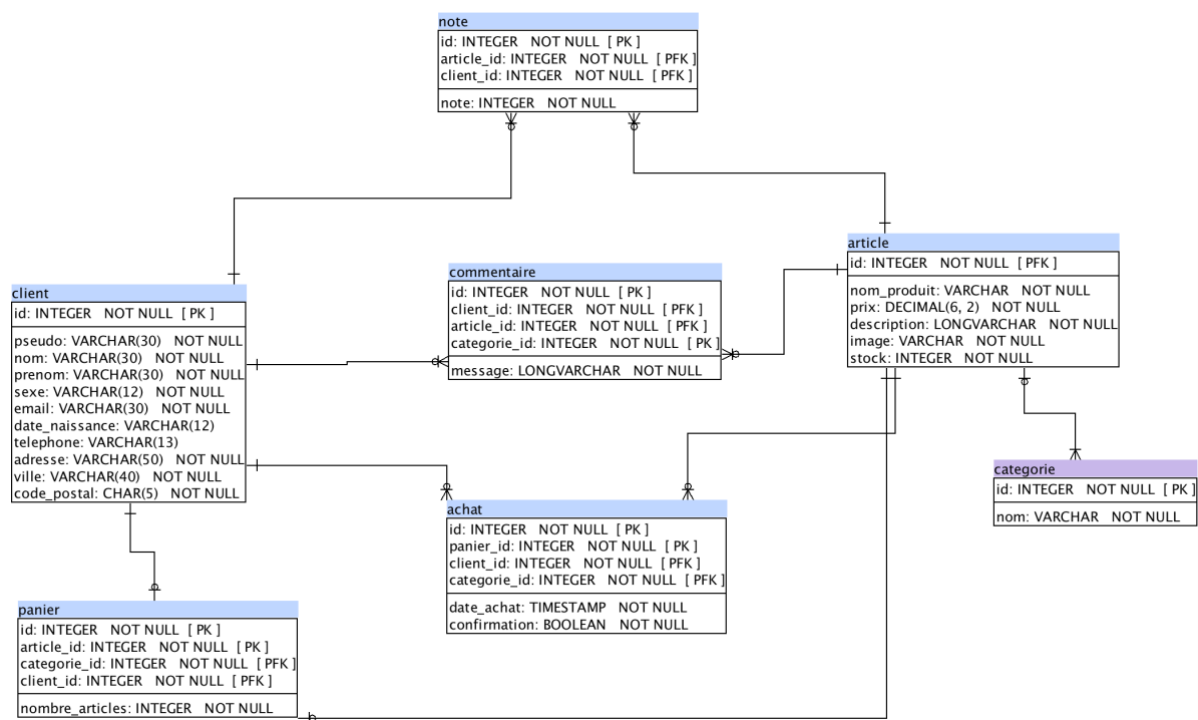 note
id: INTEGER NOT NULL [ PK ]
article_id: INTEGER NOT NULL [ PFK ]
client_id: INTEGER NOT NULL [ PFK ]
note: INTEGER NOT NULL
article
id: INTEGER NOT NULL [ PFK ]
nom_produit: VARCHAR NOT NULL
prix: DECIMAL(6, 2) NOT NULL
description: LONGVARCHAR NOT NULL
image: VARCHAR NOT NULL
stock: INTEGER NOT NULL
commentaire
id: INTEGER NOT NULL [ PK ]
client_id: INTEGER NOT NULL [ PFK ]
article_id: INTEGER NOT NULL [ PFK ]
categorie_id: INTEGER NOT NULL [ PK ]
message: LONGVARCHAR NOT NULL
client
id: INTEGER NOT NULL [ PK ]
pseudo: VARCHAR(30) NOT NULL
nom: VARCHAR(30) NOT NULL
prenom: VARCHAR(30) NOT NULL
sexe: VARCHAR(12) NOT NULL
email: VARCHAR(30) NOT NULL
date_naissance: VARCHAR(12)
telephone: VARCHAR(13)
adresse: VARCHAR(50) NOT NULL
ville: VARCHAR(40) NOT NULL
code_postal: CHAR(5) NOT NULL
categorie
id: INTEGER NOT NULL [ PK ]
nom: VARCHAR NOT NULL
achat
id: INTEGER NOT NULL [ PK ]
panier_id: INTEGER NOT NULL [ PK ]
client_id: INTEGER NOT NULL [ PFK ]
categorie_id: INTEGER NOT NULL [ PFK ]
date_achat: TIMESTAMP NOT NULL
confirmation: BOOLEAN NOT NULL
panier
id: INTEGER NOT NULL [ PK ]
article_id: INTEGER NOT NULL [ PK ]
categorie_id: INTEGER NOT NULL [ PFK ]
client_id: INTEGER NOT NULL [ PFK ]
nombre_articles: INTEGER NOT NULL